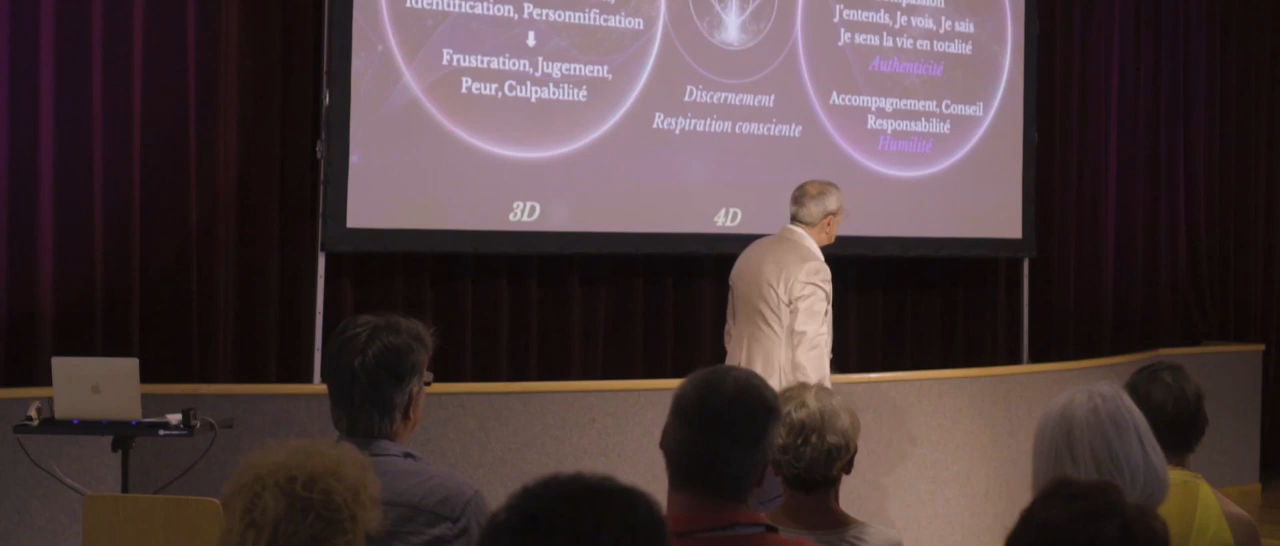 Identification, Personnification
Frustration, Jugement,
Peur, Culpabilité
3D
Discernement
Respiration consciente
4D
J'entends, Je vois, Je sais
Je sens la vie en totalité
Authenticité
Accompagnement, Conseil
Responsabilité
Humilité